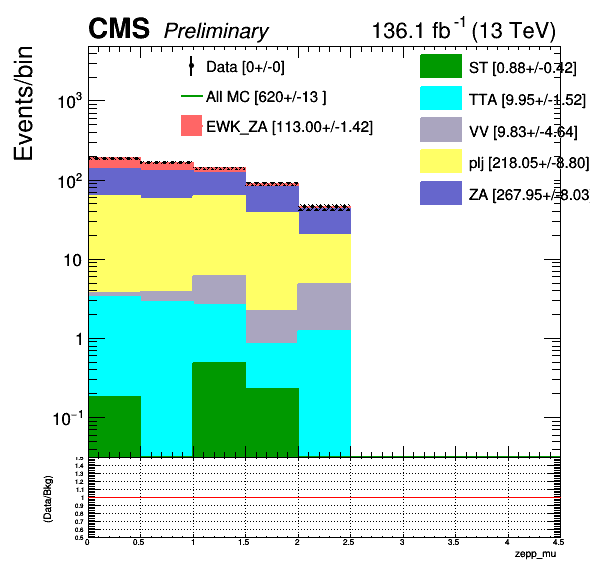 CMS Preliminary 136.1 fb⁻¹ (13 TeV)
Events/bin
Data [0+/-0]
All MC [620+/-13 ]
EWK_ZA [113.00+/-1.42]
ST [0.88+/-0.42]
TTA [9.95+/-1.52]
VV [9.83+/-4.64]
plj [218.05+/-8.80]
ZA [267.95+/-8.03
10³
10²
10
1
10⁻¹
(Data/Bkg)
1.5
1.4
1.3
1.2
1.1
1
0.9
0.8
0.7
0.6
0.5
0 0.5 1 1.5 2 2.5 3 3.5 4 4.5
zepp_mu